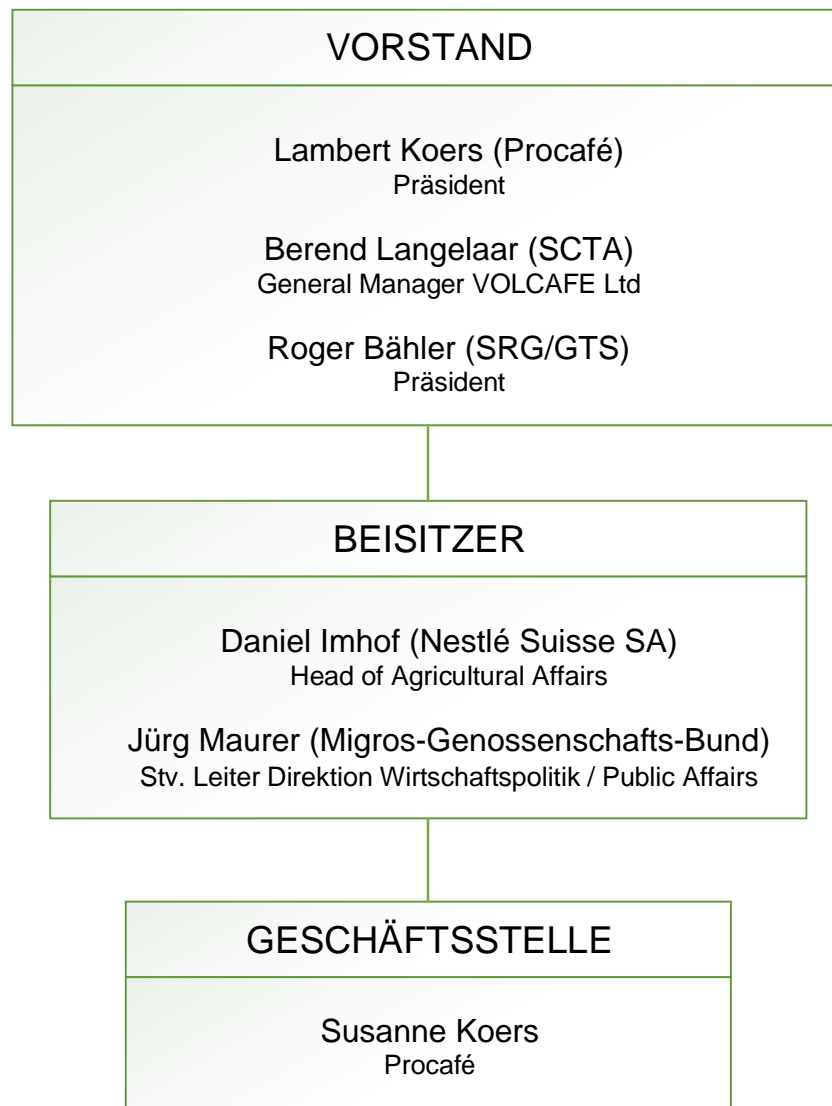 VORSTAND
Lambert Koers (Procafé)
Präsident
Berend Langelaar (SCTA)
General Manager VOLCAFE Ltd
Roger Bähler (SRG/GTS)
Präsident
BEISITZER
Daniel Imhof (Nestlé Suisse SA)
Head of Agricultural Affairs
Jürg Maurer (Migros-Genossenschafts-Bund)
Stv. Leiter Direktion Wirtschaftspolitik / Public Affairs
GESCHÄFTSSTELLE
Susanne Koers
Procafé